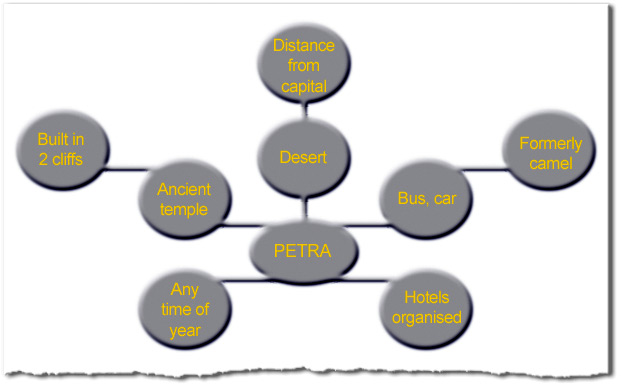 Distance
from
capital
Built in
2 cliffs
Desert
Formerly
camel
Ancient
temple
Bus, car
PETRA
Any
time of
year
Hotels
organised